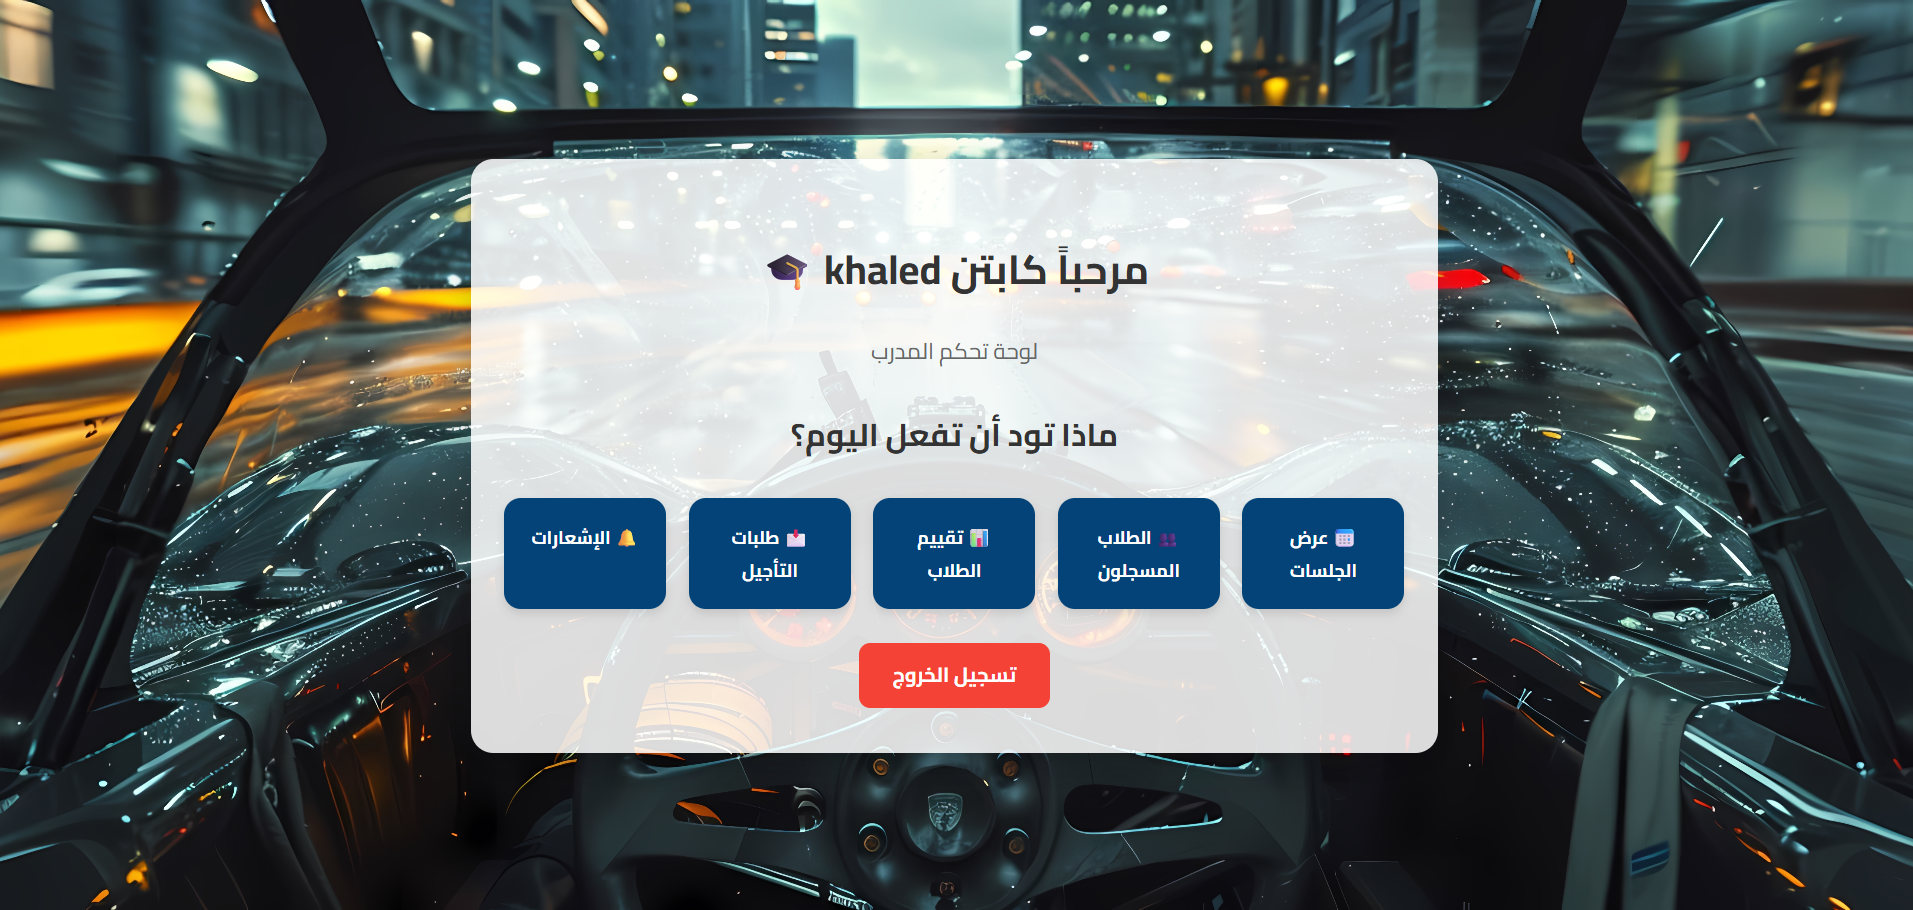 مرحباً كابتن khaled 🎓
لوحة تحكم المدرب
ماذا تود أن تفعل اليوم؟
📅 عرض
الجلسات
👥 الطلاب
المسجلون
📊 تقييم
الطلاب
📩 طلبات
التأجيل
🔔 الإشعارات
تسجيل الخروج